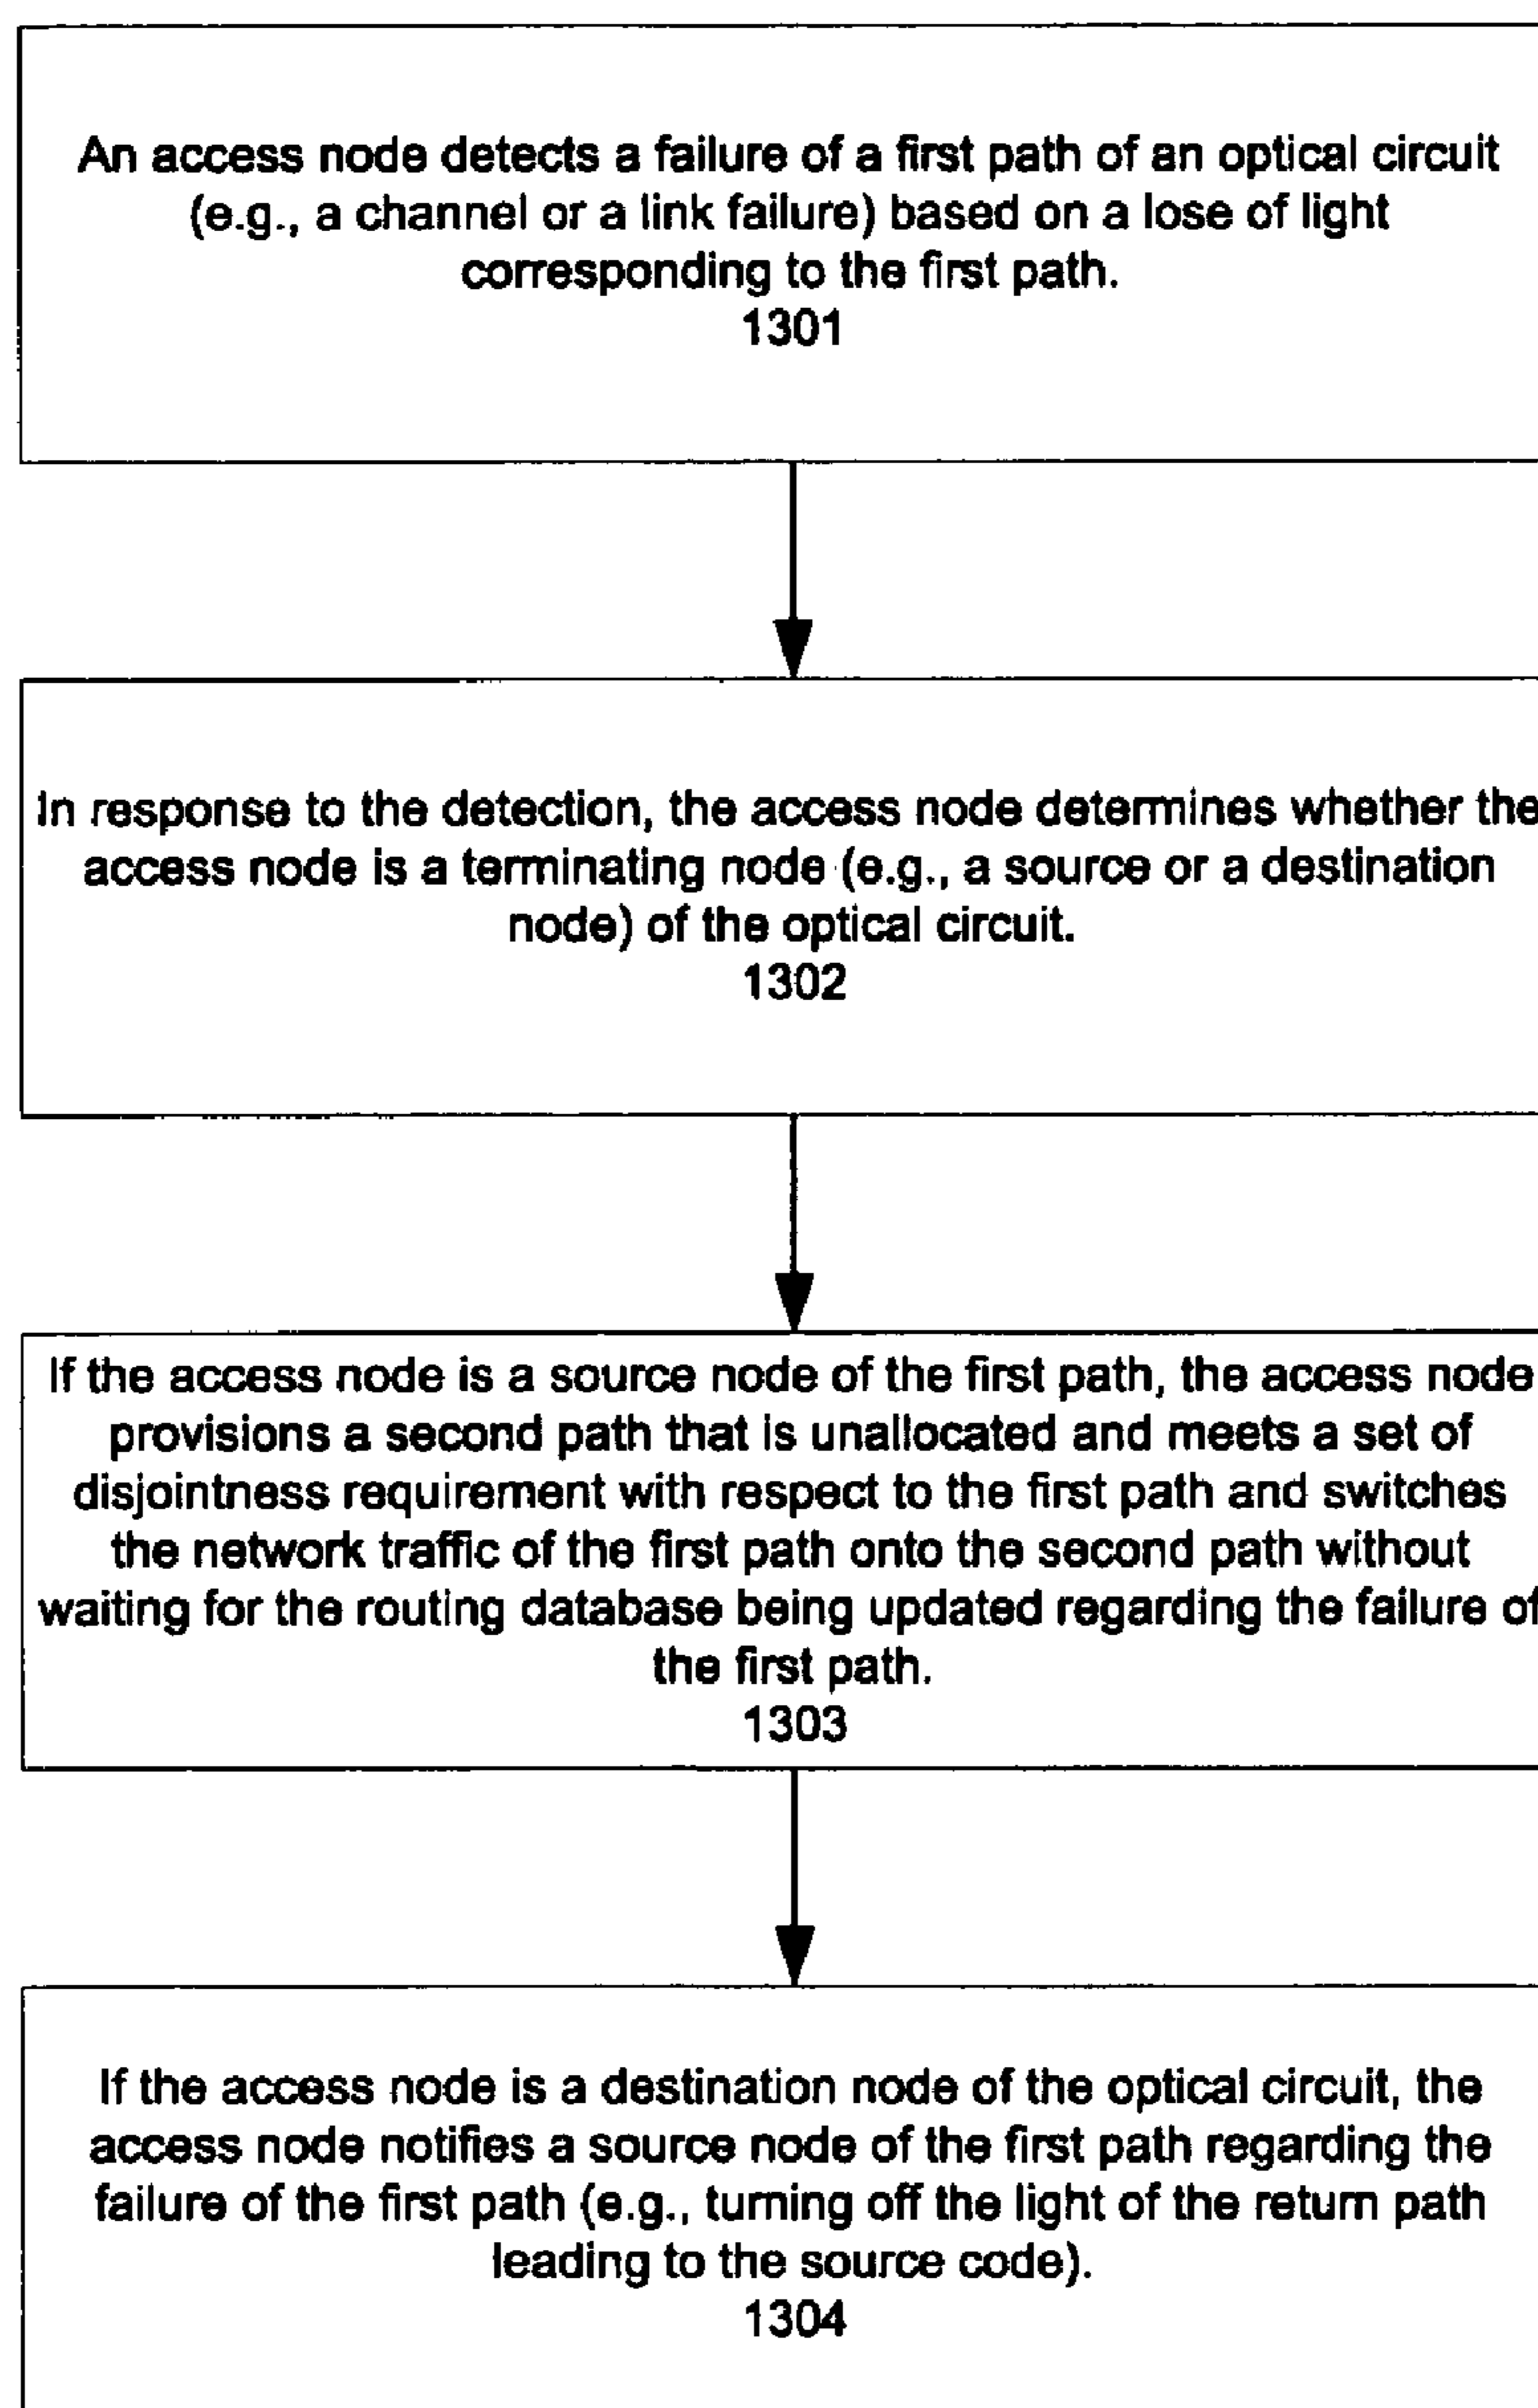 An access node detects a failure of a first path of an optical circuit
(e.g., a channel or a link failure) based on a lose of light
corresponding to the first path.
1301
In response to the detection, the access node determines whether the
access node is a terminating node (e.g., a source or a destination
node) of the optical circuit.
1302
If the access node is a source node of the first path, the access node
provisions a second path that is unallocated and meets a set of
disjointness requirement with respect to the first path and switches
the network traffic of the first path onto the second path without
waiting for the routing database being updated regarding the failure of
the first path.
1303
If the access node is a destination node of the optical circuit, the
access node notifies a source node of the first path regarding the
failure of the first path (e.g., turning off the light of the return path
leading to the source code).
1304